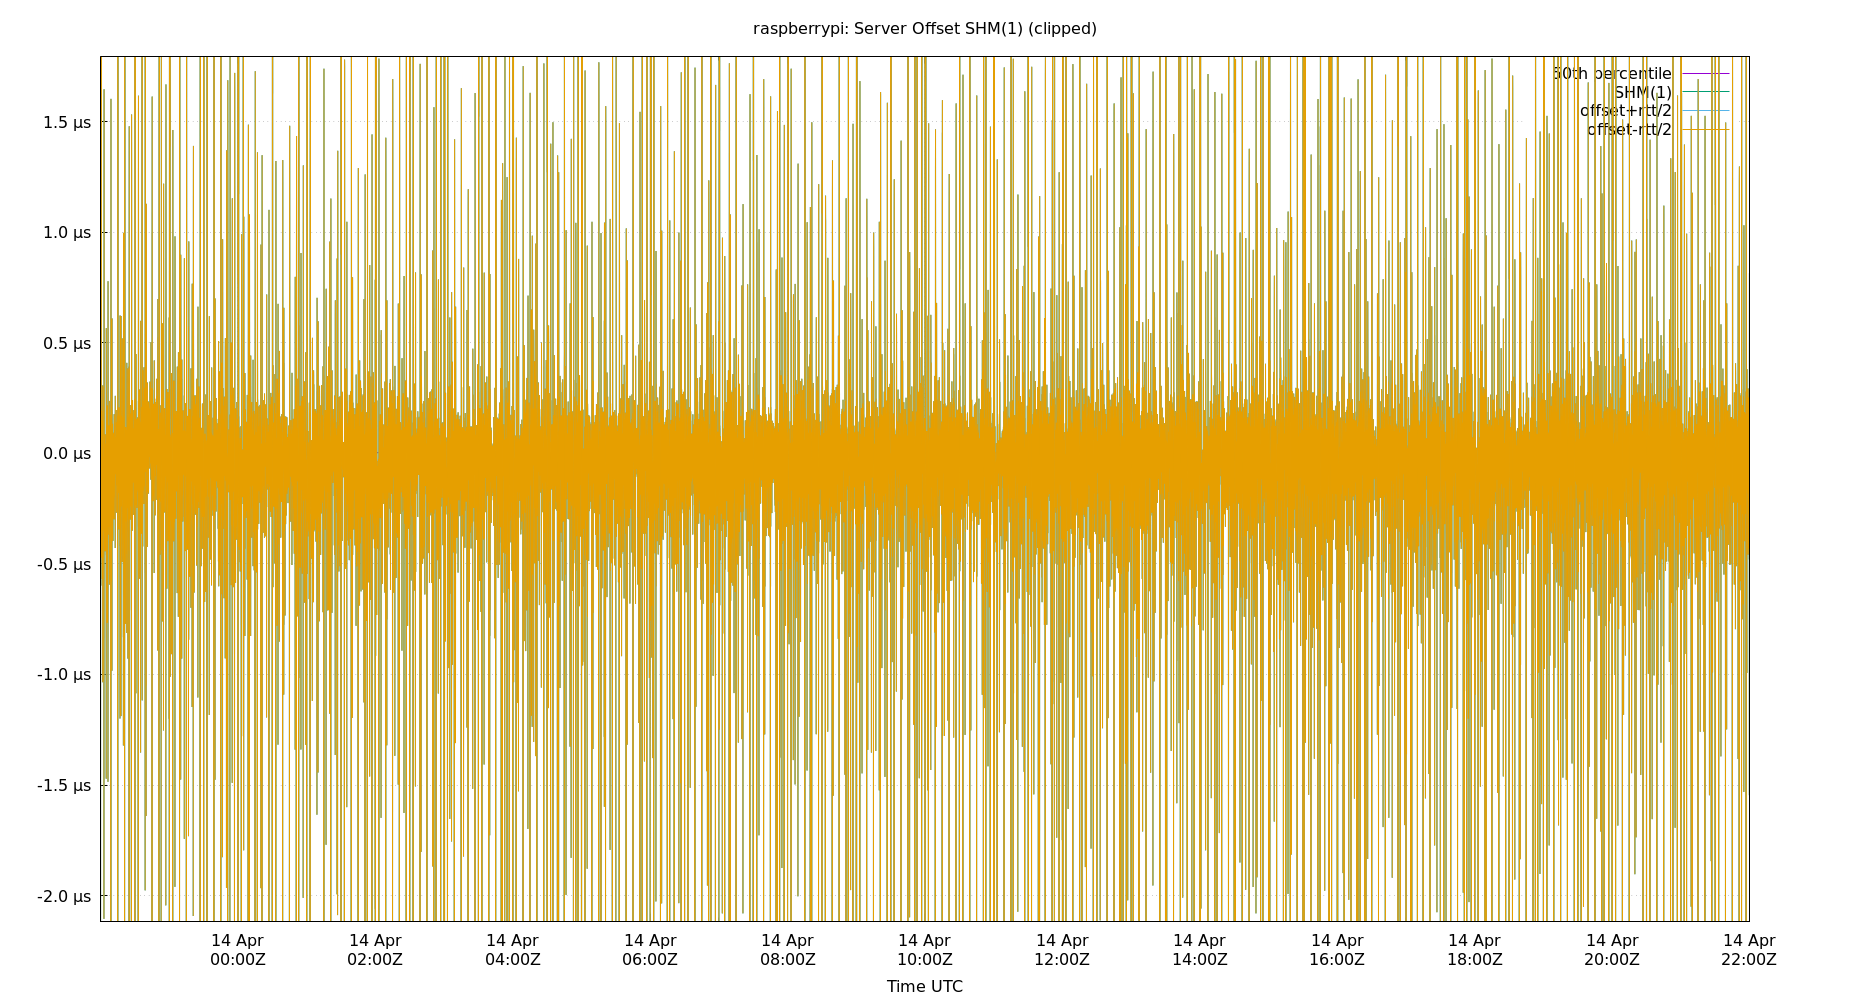 raspberrypi: Server Offset SHM(1) (clipped)
50th percentile
SHM(1)
offset+rtt/2
offset-rtt/2
1.5 µs
1.0 µs
0.5 µs
0.0 µs
-0.5 µs
-1.0 µs
-1.5 µs
-2.0 µs
14 Apr 14 Apr 14 Apr 14 Apr 14 Apr 14 Apr 14 Apr 14 Apr 14 Apr 14 Apr 14 Apr 14 Apr
00:00Z 02:00Z 04:00Z 06:00Z 08:00Z 10:00Z 12:00Z 14:00Z 16:00Z 18:00Z 20:00Z 22:00Z
Time UTC